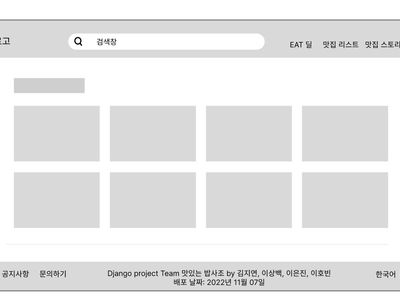 고
검색창
EAT 딜 맛집 리스트 맛집 스토리
공지사항 문의하기
Django project Team 맛있는 밥사조 by 김지연, 이상백, 이은진, 이호빈
배포 날짜: 2022년 11월 07일
한국어